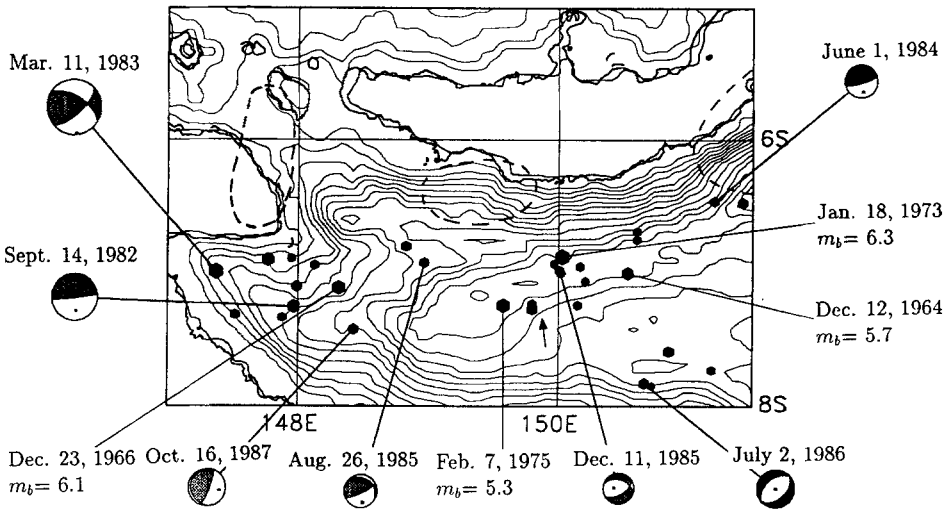 Mar. 11, 1983
June 1, 1984
6S
Jan. 18, 1973
m_b= 6.3
Sept. 14, 1982
Dec. 12, 1964
m_b= 5.7
8S
148E
150E
Dec. 23, 1966
m_b= 6.1
Oct. 16, 1987
Aug. 26, 1985
Feb. 7, 1975
m_b= 5.3
Dec. 11, 1985
July 2, 1986